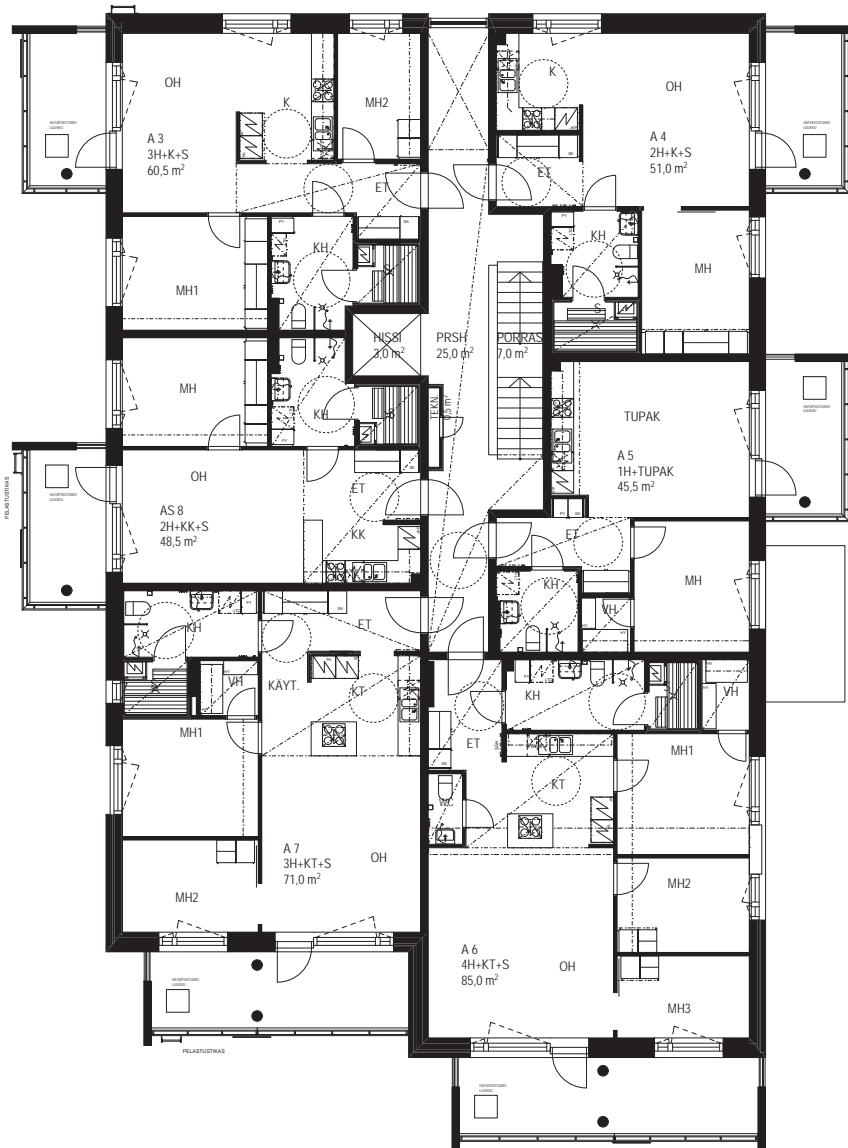 OH
K
MH2
K
OH
A 3
3H+K+S
60,5 m²
A 4
2H+K+S
51,0 m²
ET
ET
KH
S
KH
MH
MH1
S
HISSI
3,0 m²
PRSH
25,0 m²
PORRAS
7,0 m²
MH
KH
S
TEKN.
0,5 m²
TUPAK
A 5
1H+TUPAK
45,5 m²
OH
ET
AS 8
2H+KK+S
48,5 m²
KK
PELASTUSTIKAS
ET
KH
MH
VH
KH
ET
S
VH
KÄYT.
KT
KH
S
VH
MH1
ET
MH1
KT
WC
A 7
3H+KT+S
71,0 m²
OH
MH2
MH2
A 6
4H+KT+S
85,0 m²
OH
MH3
PELASTUSTIKAS